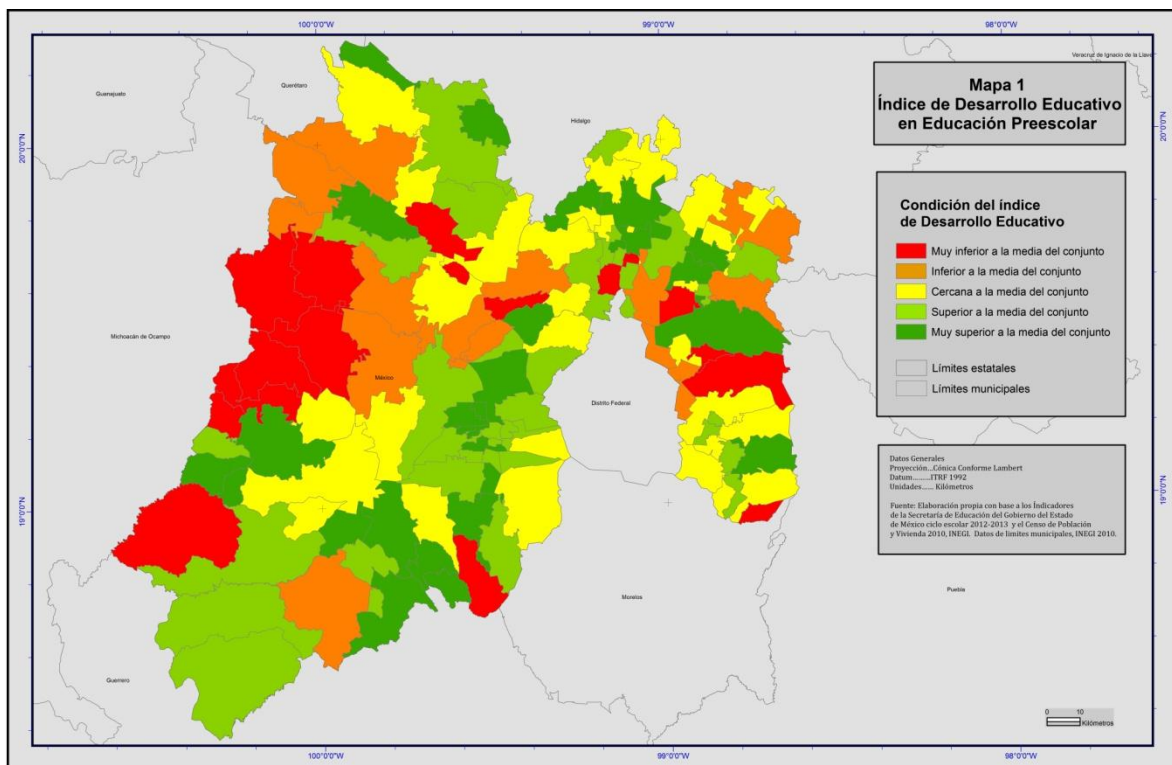 100°0'0"W
99°0'0"W
98°0'0"W
Veracruz de Ignacio de la Llave
Guanajuato
Querétaro
Hidalgo
20°0'0"N
20°0'0"N
Mapa 1
Índice de Desarrollo Educativo
en Educación Preescolar
Condición del índice
de Desarrollo Educativo
Muy inferior a la media del conjunto
Inferior a la media del conjunto
Cercana a la media del conjunto
Superior a la media del conjunto
Muy superior a la media del conjunto
Límites estatales
Límites municipales
Michoacán de Ocampo
México
Distrito Federal
Datos Generales
Proyección...Cónica Conforme Lambert
Datum.........ITRF 1992
Unidades...... Kilómetros
Fuente: Elaboración propia con base a los Índicadores
de la Secretaría de Educación del Gobierno del Estado
de México ciclo escolar 2012-2013 y el Censo de Población
y Vivienda 2010, INEGI. Datos de limites municipales, INEGI 2010.
19°0'0"N
19°0'0"N
Morelos
Puebla
Guerrero
0 10
Kilómetros
100°0'0"W
99°0'0"W
98°0'0"W